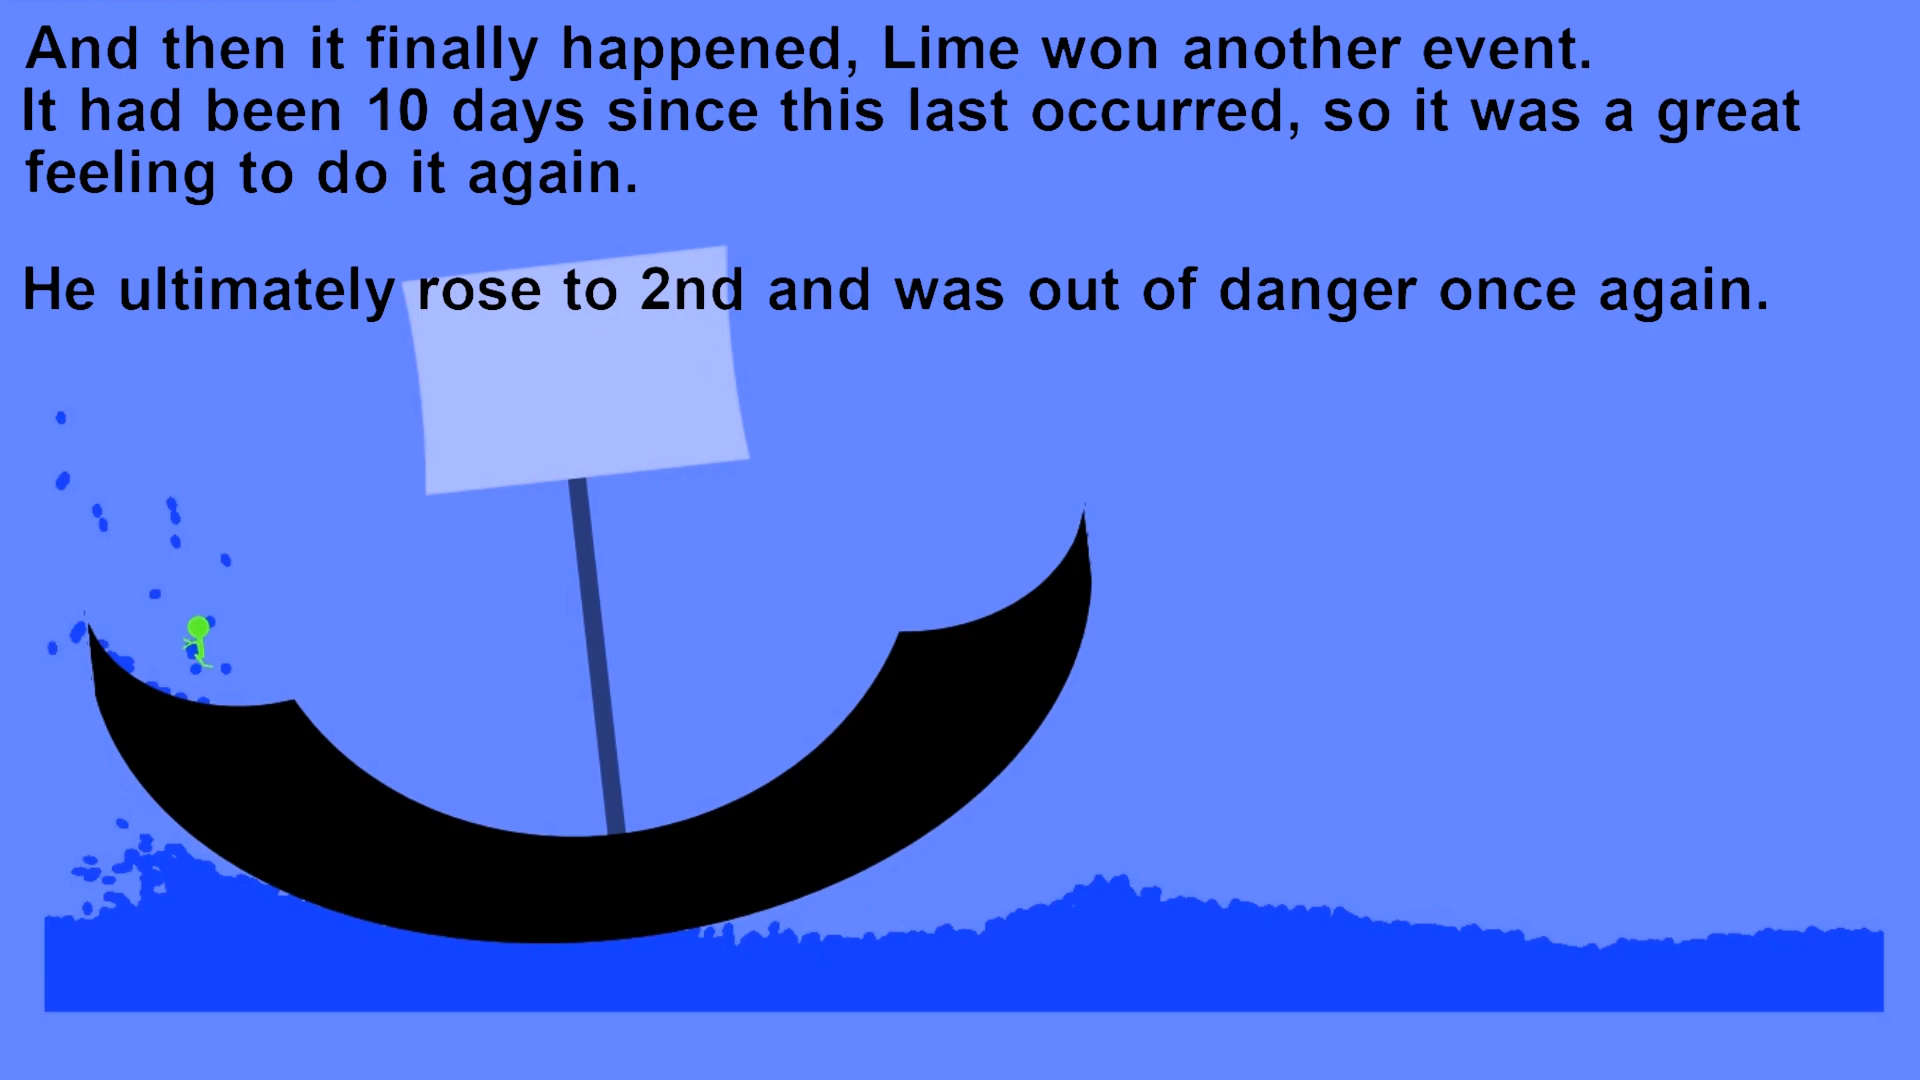 And then it finally happened, Lime won another event.
It had been 10 days since this last occurred, so it was a great
feeling to do it again.
He ultimately rose to 2nd and was out of danger once again.